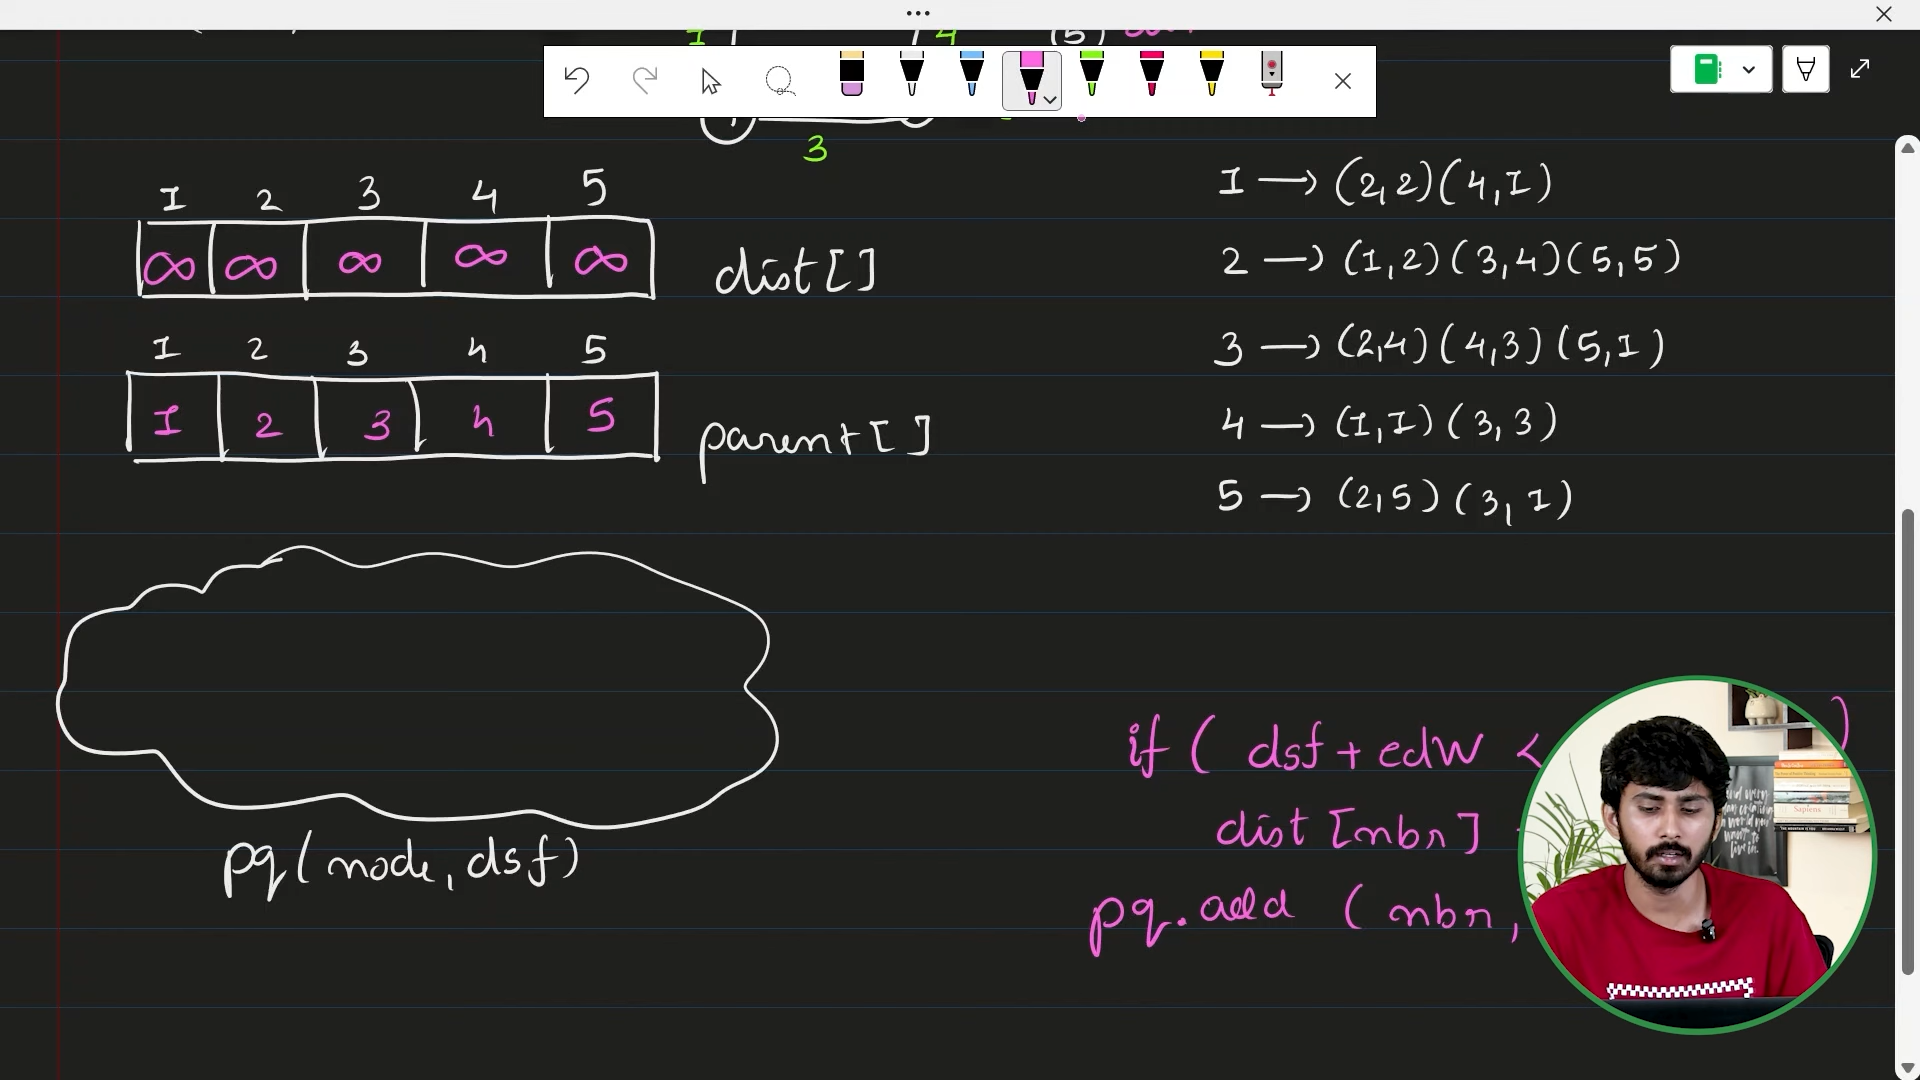 3
1 2 3 4 5
∞ ∞ ∞ ∞ ∞ dist[]
1 2 3 4 5
1 2 3 4 5 parent[]
1 → (2,2)(4,1)
2 → (1,2)(3,4)(5,5)
3 → (2,4)(4,3)(5,1)
4 → (1,1)(3,3)
5 → (2,5)(3,1)
pq(node, dsf)
if ( dsf + edW < )
dist [nbr]
pq.add ( nbr,